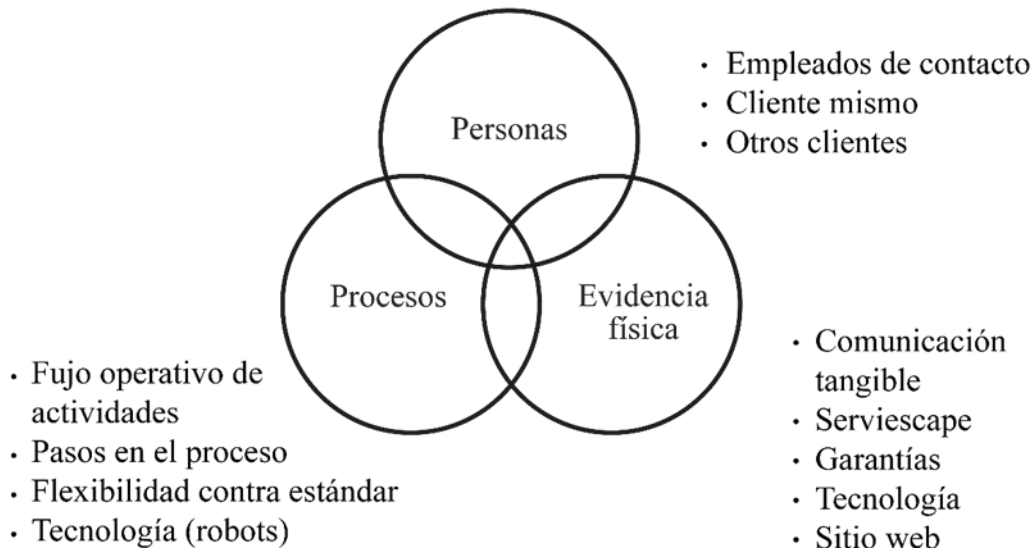 Personas
· Empleados de contacto
· Cliente mismo
· Otros clientes
Procesos
Evidencia
física
· Fujo operativo de
actividades
· Pasos en el proceso
· Flexibilidad contra estándar
· Tecnología (robots)
· Comunicación
tangible
· Serviescape
· Garantías
· Tecnología
· Sitio web